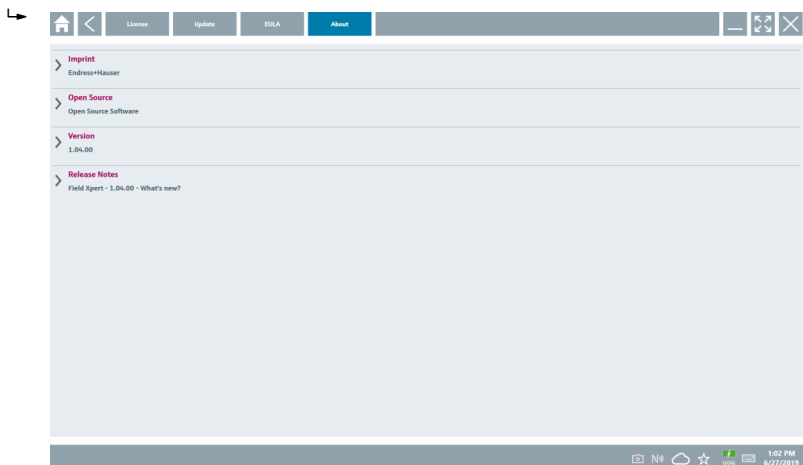 License Update EULA About
Imprint
Endress+Hauser
Open Source
Open Source Software
Version
1.04.00
Release Notes
Field Xpert - 1.04.00 - What's new?
1:02 PM
99% 6/27/2019